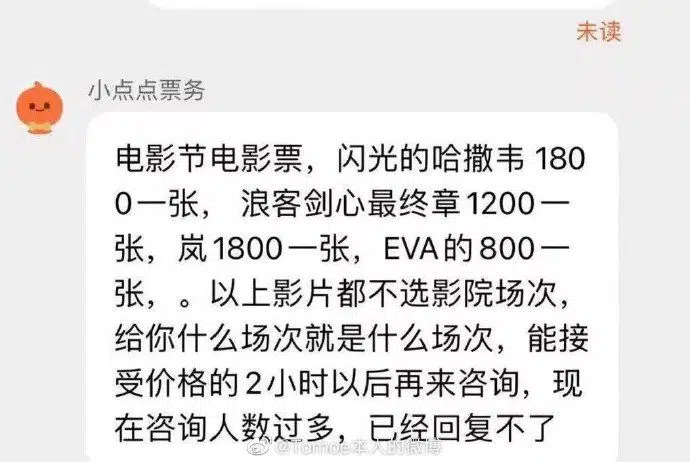 未读
小点点票务
电影节电影票，闪光的哈撒韦 180
0一张， 浪客剑心最终章1200一
张，岚1800一张，EVA的800一
张，。以上影片都不选影院场次，
给你什么场次就是什么场次，能接
受价格的2小时以后再来咨询，现
在咨询人数过多，已经回复不了
@Tomoe本人的微博